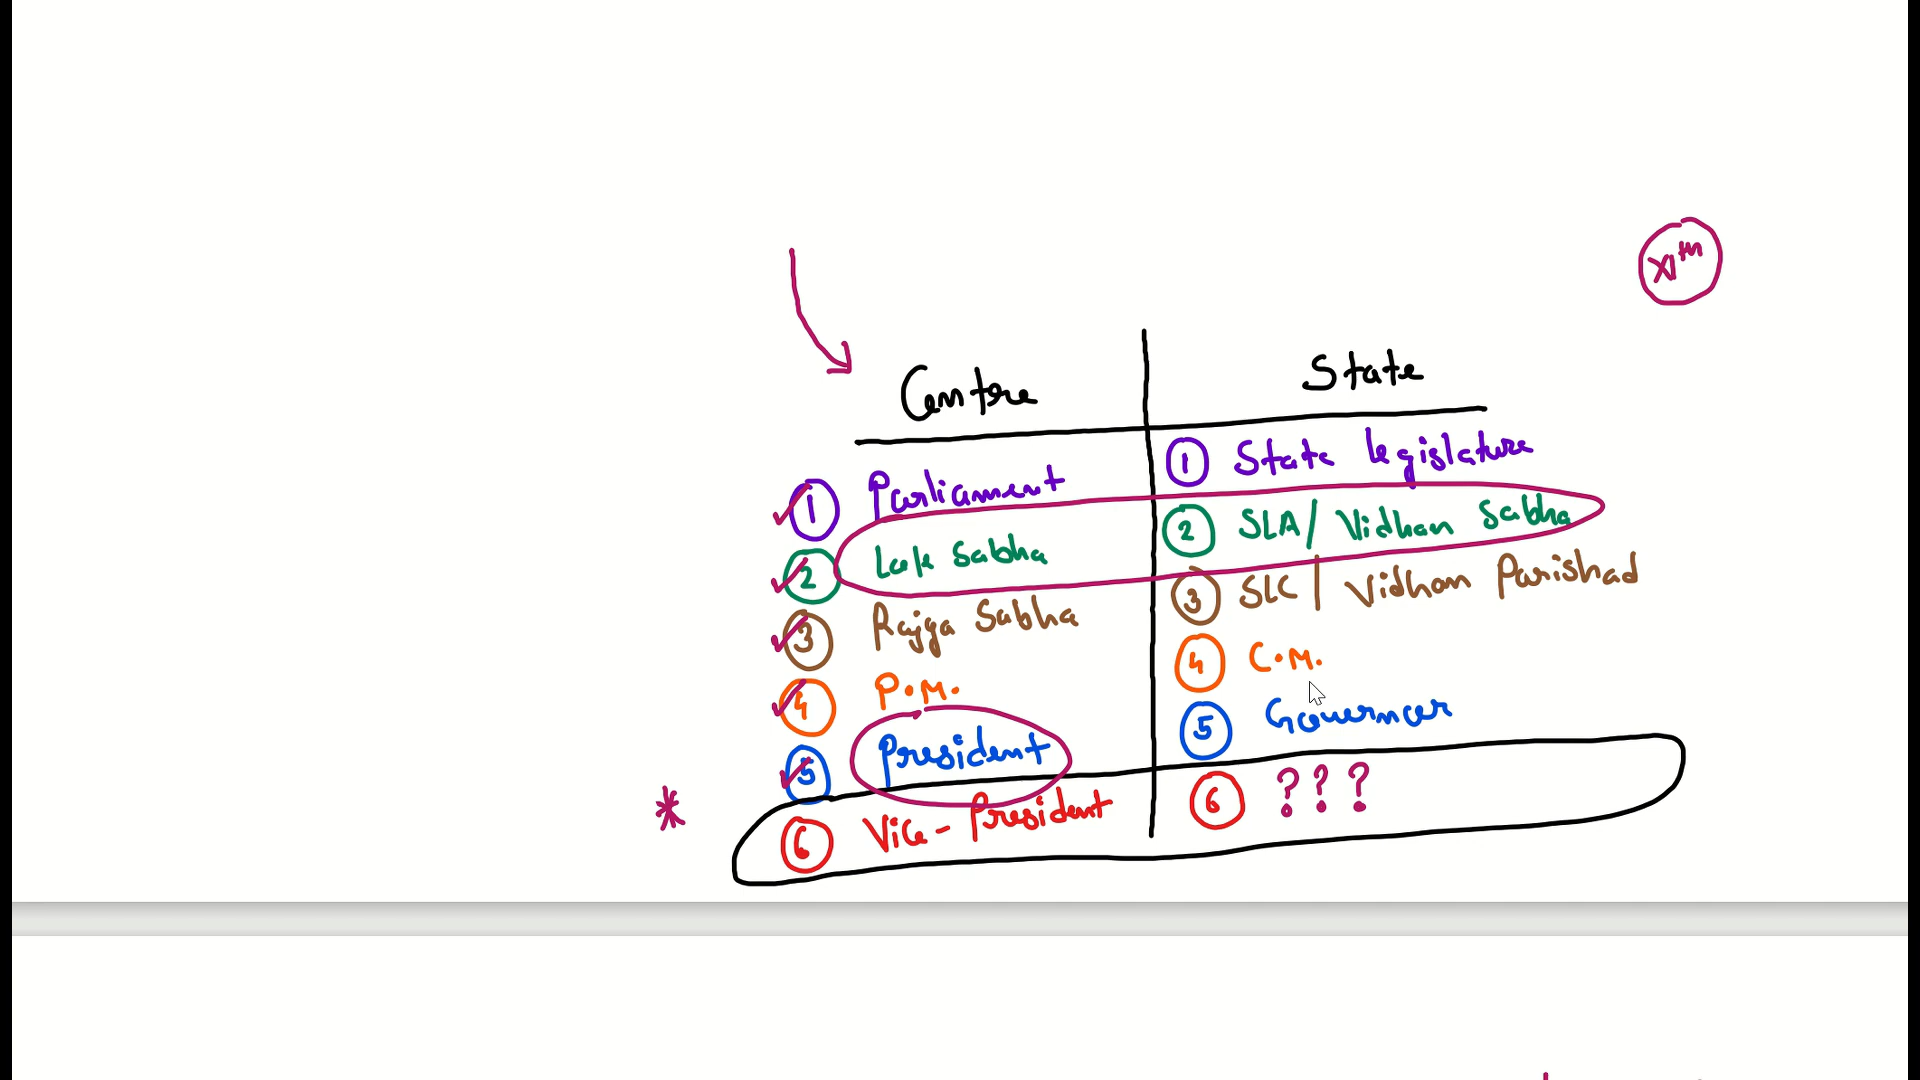 XIth
Centre | State
1 Parliament | 1 State legislature
2 Lok Sabha | 2 SLA/ Vidhan Sabha
3 Rajya Sabha | 3 SLC | Vidhan Parishad
4 P.M. | 4 C.M.
5 President | 5 Governer
* 6 Vice-President | 6 ???